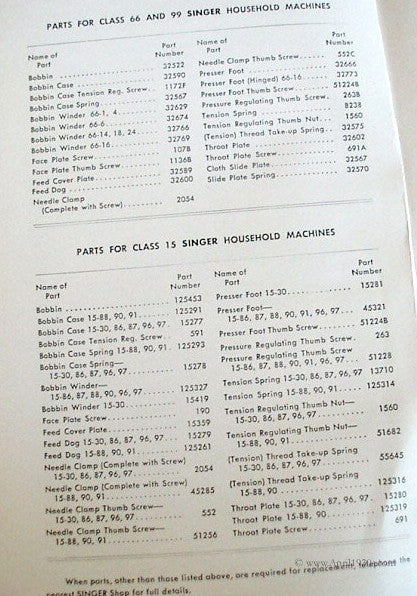 PARTS FOR CLASS 66 AND 99 SINGER HOUSEHOLD MACHINES
Name of Part Part Number
Bobbin 32522
Bobbin Case 32590
Bobbin Case Tension Reg. Screw 1172F
Bobbin Case Spring 32567
Bobbin Winder 66-1, 4 32629
Bobbin Winder 66-6 32674
Bobbin Winder 66-14, 18, 24 32766
Bobbin Winder 66-16 32769
Face Plate Screw 107B
Face Plate Thumb Screw 1136B
Feed Cover Plate 32589
Feed Dog 32600
Needle Clamp
(Complete with Screw) 2054
Name of Part Part Number
Needle Clamp Thumb Screw 552C
Presser Foot 32666
Presser Foot (Hinged) 66-16 32773
Presser Foot Thumb Screw 51224B
Pressure Regulating Thumb Screw 2638
Tension Spring 8238
Tension Regulating Thumb Nut 1560
(Tension) Thread Take-up Spring 32575
Throat Plate 32602
Throat Plate Screw 691A
Cloth Slide Plate 32567
Slide Plate Spring 32570
PARTS FOR CLASS 15 SINGER HOUSEHOLD MACHINES
Name of Part Part Number
Bobbin 125453
Bobbin Case 15-88, 90, 91 125291
Bobbin Case 15-30, 86, 87, 96, 97 15277
Bobbin Case Tension Reg. Screw 591
Bobbin Case Spring 15-88, 90, 91 125293
Bobbin Case Spring—
15-30, 86, 87, 96, 97 15278
Bobbin Winder—
15-86, 87, 88, 90, 96, 97 125327
Bobbin Winder 15-30 15419
Face Plate Screw 190
Feed Cover Plate 15359
Feed Dog 15-30, 86, 87, 96, 97 15279
Feed Dog 15-88, 90, 91 125261
Needle Clamp (Complete with Screw)
15-30, 86, 87, 96, 97 2054
Needle Clamp (Complete with Screw)
15-88, 90, 91 45285
Needle Clamp Thumb Screw—
15-30, 86, 87, 96, 97 552
Needle Clamp Thumb Screw—
15-88, 90, 91 51256
Name of Part Part Number
Presser Foot 15-30 15281
Presser Foot—
15-86, 87, 88, 90, 91, 96, 97 45321
Presser Foot Thumb Screw 51224B
Pressure Regulating Thumb Screw 263
Pressure Regulating Thumb Screw
15-86, 87, 88, 90, 91, 96, 97 51228
Tension Spring 15-30, 86, 87, 96, 97 13710
Tension Spring 15-88, 90, 91 125314
Tension Regulating Thumb Nut—
15-30, 86, 87, 96, 97 1560
Tension Regulating Thumb Nut—
15-88, 90, 91 51682
(Tension) Thread Take-up Spring
15-30, 86, 87, 96, 97 55645
(Tension) Thread Take-up Spring
15-88, 90 125316
Throat Plate 15-30, 86, 87, 96, 97 15280
Throat Plate 15-88, 90 125319
Throat Plate Screw 691
When parts, other than those listed above, are required for replacement, telephone the
nearest SINGER Shop for full details.